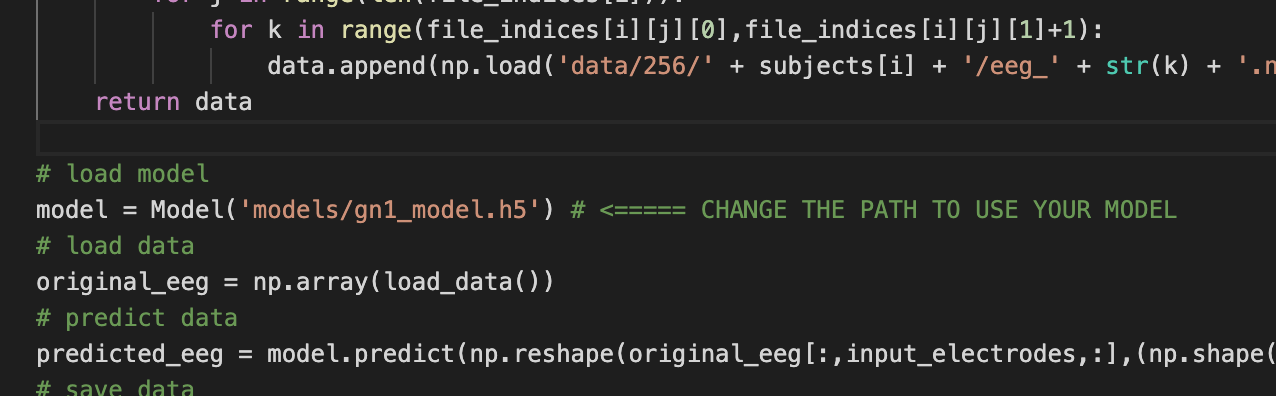 for j in range(len(file_indices[i])):
for k in range(file_indices[i][j][0],file_indices[i][j][1]+1):
data.append(np.load('data/256/' + subjects[i] + '/eeg_' + str(k) + '.n
return data
# load model
model = Model('models/gn1_model.h5') # <===== CHANGE THE PATH TO USE YOUR MODEL
# load data
original_eeg = np.array(load_data())
# predict data
predicted_eeg = model.predict(np.reshape(original_eeg[:,input_electrodes,:],(np.shape(
# save data